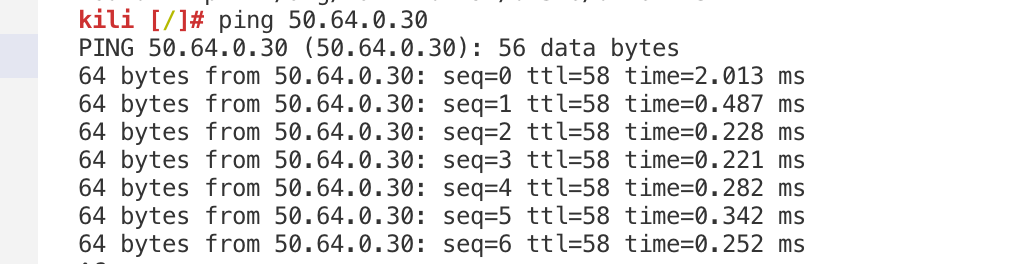 kili [/]# ping 50.64.0.30
PING 50.64.0.30 (50.64.0.30): 56 data bytes
64 bytes from 50.64.0.30: seq=0 ttl=58 time=2.013 ms
64 bytes from 50.64.0.30: seq=1 ttl=58 time=0.487 ms
64 bytes from 50.64.0.30: seq=2 ttl=58 time=0.228 ms
64 bytes from 50.64.0.30: seq=3 ttl=58 time=0.221 ms
64 bytes from 50.64.0.30: seq=4 ttl=58 time=0.282 ms
64 bytes from 50.64.0.30: seq=5 ttl=58 time=0.342 ms
64 bytes from 50.64.0.30: seq=6 ttl=58 time=0.252 ms